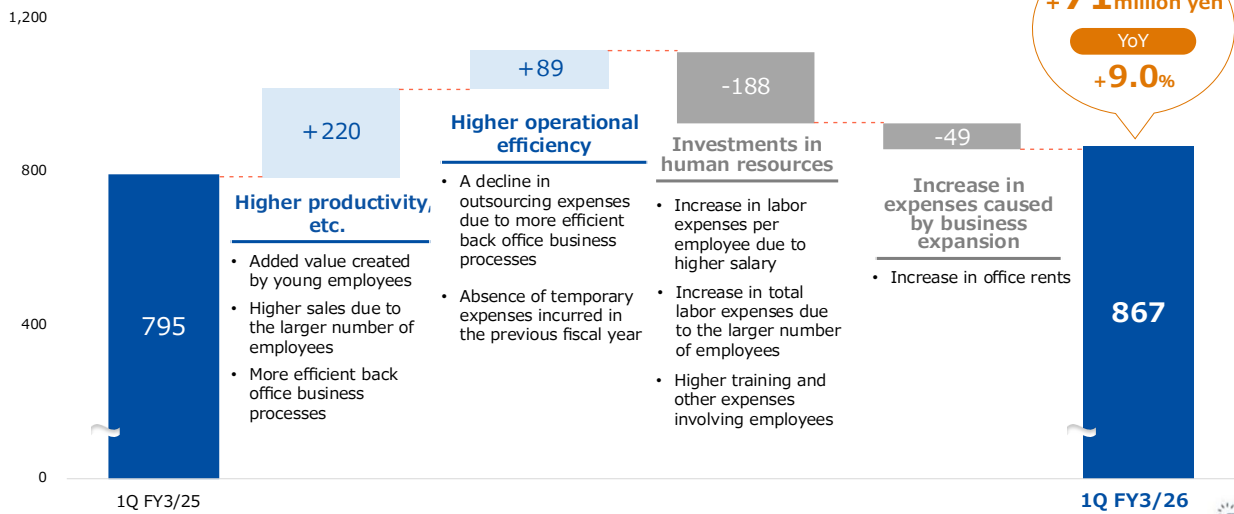 1,200
800
400
0
795
1Q FY3/25
+220
Higher productivity,
etc.
• Added value created
by young employees
• Higher sales due to
the larger number of
employees
• More efficient back
office business
processes
+89
Higher operational
efficiency
• A decline in
outsourcing expenses
due to more efficient
back office business
processes
• Absence of temporary
expenses incurred in
the previous fiscal year
-188
Investments in
human resources
• Increase in labor
expenses per
employee due to
higher salary
• Increase in total
labor expenses due
to the larger number
of employees
• Higher training and
other expenses
involving employees
-49
Increase in
expenses caused
by business
expansion
• Increase in office rents
+71 million yen
YoY
+9.0%
867
1Q FY3/26